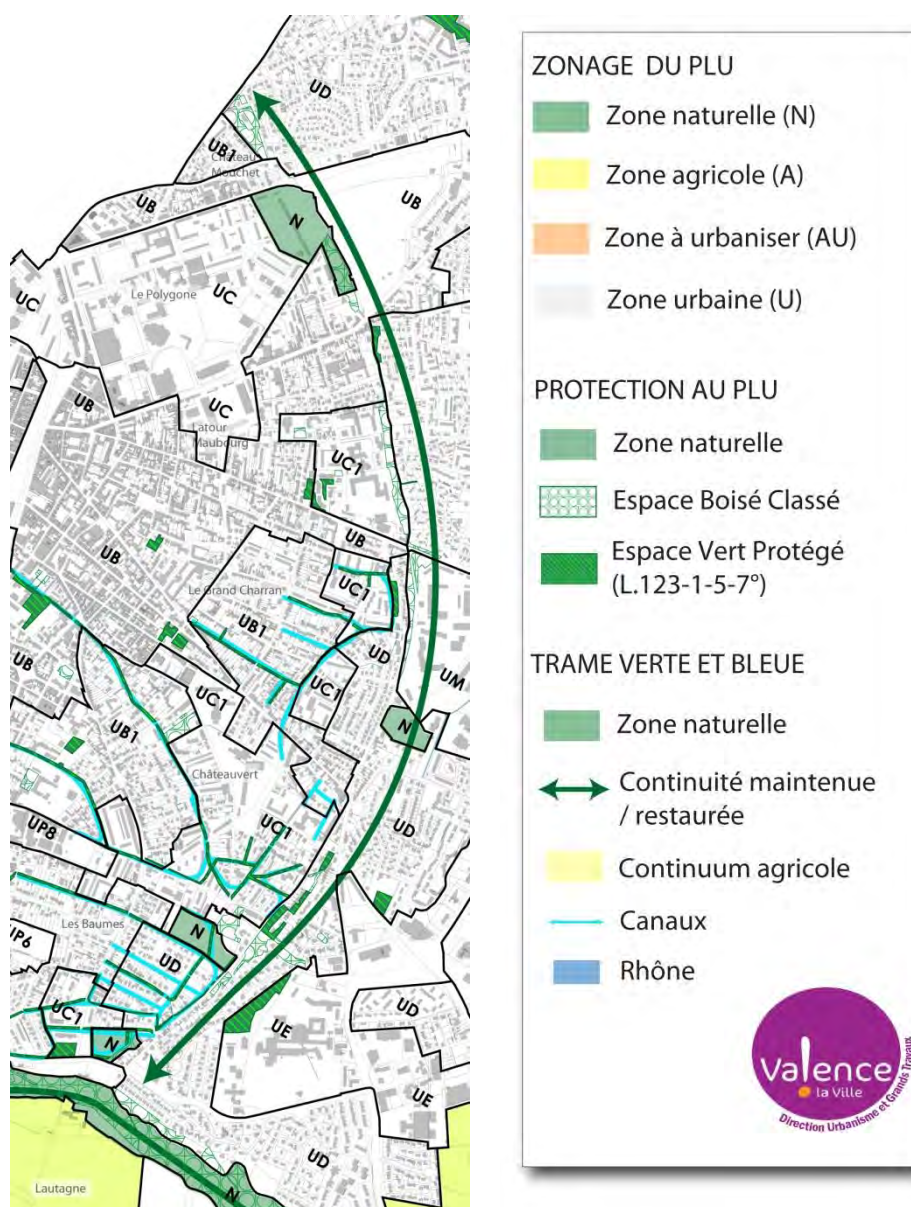 UD
UB1
Château
Mouchet
UB
N
UB
UC
Le Polygone
UC
UB
UC
Latour
Maubourg
UC1
UB
UB
Le Grand Charran
UC1
UB1
UD
UB
UC1
UC1
UM
N
UB1
Châteauvert
UC1
UD
UP8
Les Baumes
N
UP6
UD
UC1
UE
UD
N
UE
UD
Lautagne
N
ZONAGE DU PLU
Zone naturelle (N)
Zone agricole (A)
Zone à urbaniser (AU)
Zone urbaine (U)
PROTECTION AU PLU
Zone naturelle
Espace Boisé Classé
Espace Vert Protégé
(L.123-1-5-7°)
TRAME VERTE ET BLEUE
Zone naturelle
Continuité maintenue
/ restaurée
Continuum agricole
Canaux
Rhône
Valence
la Ville
Direction Urbanisme et Grands Travaux